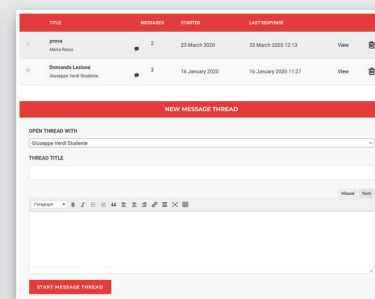 TITLE MESSAGES STARTED LAST RESPONSE
prova 2 23 March 2020 23 March 2020 12:13 View
Maria Rossi
Domanda Lezione 3 16 January 2020 16 January 2020 11:27 View
Giuseppe Verdi Studente
NEW MESSAGE THREAD
OPEN THREAD WITH
Giuseppe Verdi Studente
THREAD TITLE
Visual Text
Paragraph B I
START MESSAGE THREAD